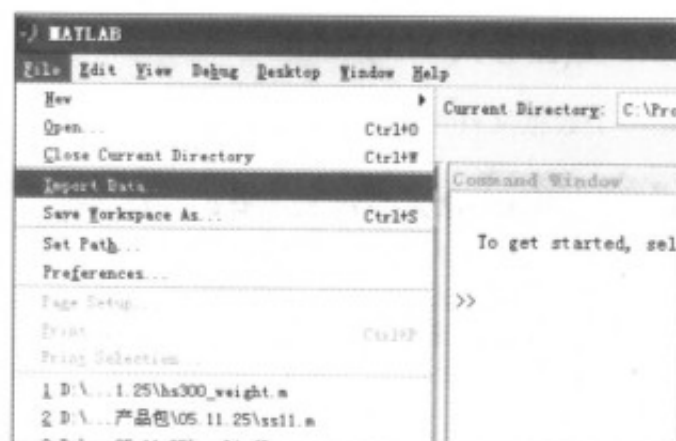 MATLAB
File Edit View Debug Desktop Window Help
New
Open... Ctrl+O
Close Current Directory Ctrl+W
Import Data...
Save Workspace As... Ctrl+S
Set Path...
Preferences...
Page Setup...
Print... Ctrl+P
Print Selection...
1 D:\...1.25\hs300_weight.m
2 D:\...产品包\05.11.25\ss11.m
Current Directory: C:\Pro
Command Window
To get started, sel
>>